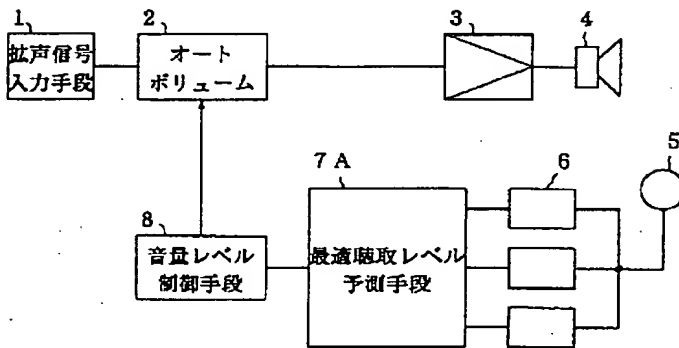 1
拡声信号
入力手段
2
オート
ボリューム
3
4
5
6
7 A
最適聴取レベル
予測手段
8
音量レベル
制御手段